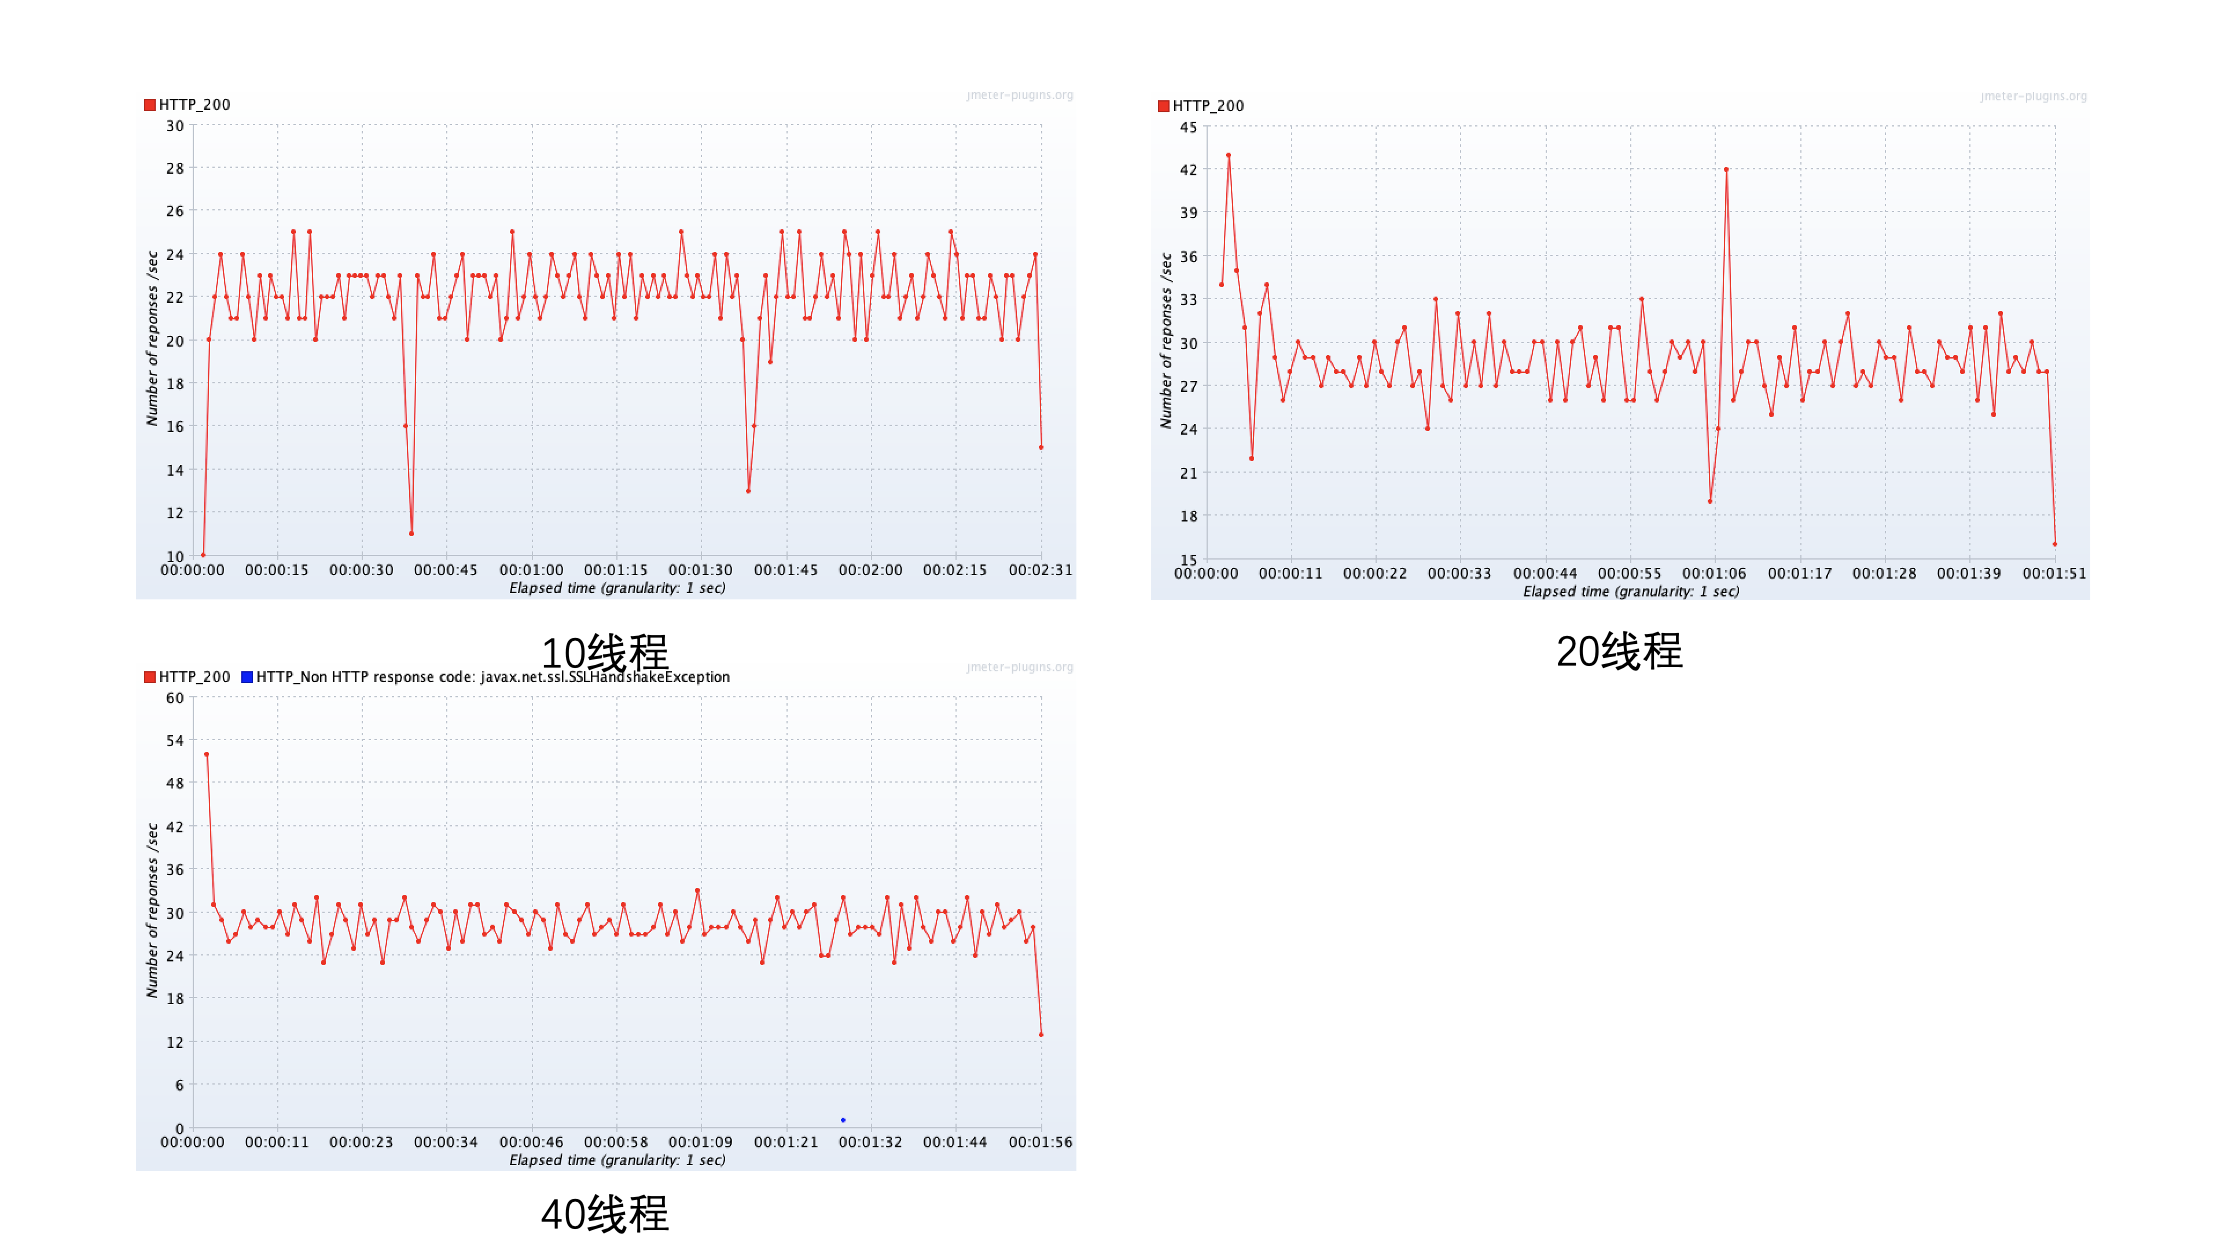 jmeter-plugins.org
HTTP_200
30
28
26
24
22
20
18
16
14
12
10
Number of reponses /sec
00:00:00 00:00:15 00:00:30 00:00:45 00:01:00 00:01:15 00:01:30 00:01:45 00:02:00 00:02:15 00:02:31
Elapsed time (granularity: 1 sec)
10线程
jmeter-plugins.org
HTTP_200
45
42
39
36
33
30
27
24
21
18
15
Number of reponses /sec
00:00:00 00:00:11 00:00:22 00:00:33 00:00:44 00:00:55 00:01:06 00:01:17 00:01:28 00:01:39 00:01:51
Elapsed time (granularity: 1 sec)
20线程
jmeter-plugins.org
HTTP_200 HTTP_Non HTTP response code: javax.net.ssl.SSLHandshakeException
60
54
48
42
36
30
24
18
12
6
0
Number of reponses /sec
00:00:00 00:00:11 00:00:23 00:00:34 00:00:46 00:00:58 00:01:09 00:01:21 00:01:32 00:01:44 00:01:56
Elapsed time (granularity: 1 sec)
40线程